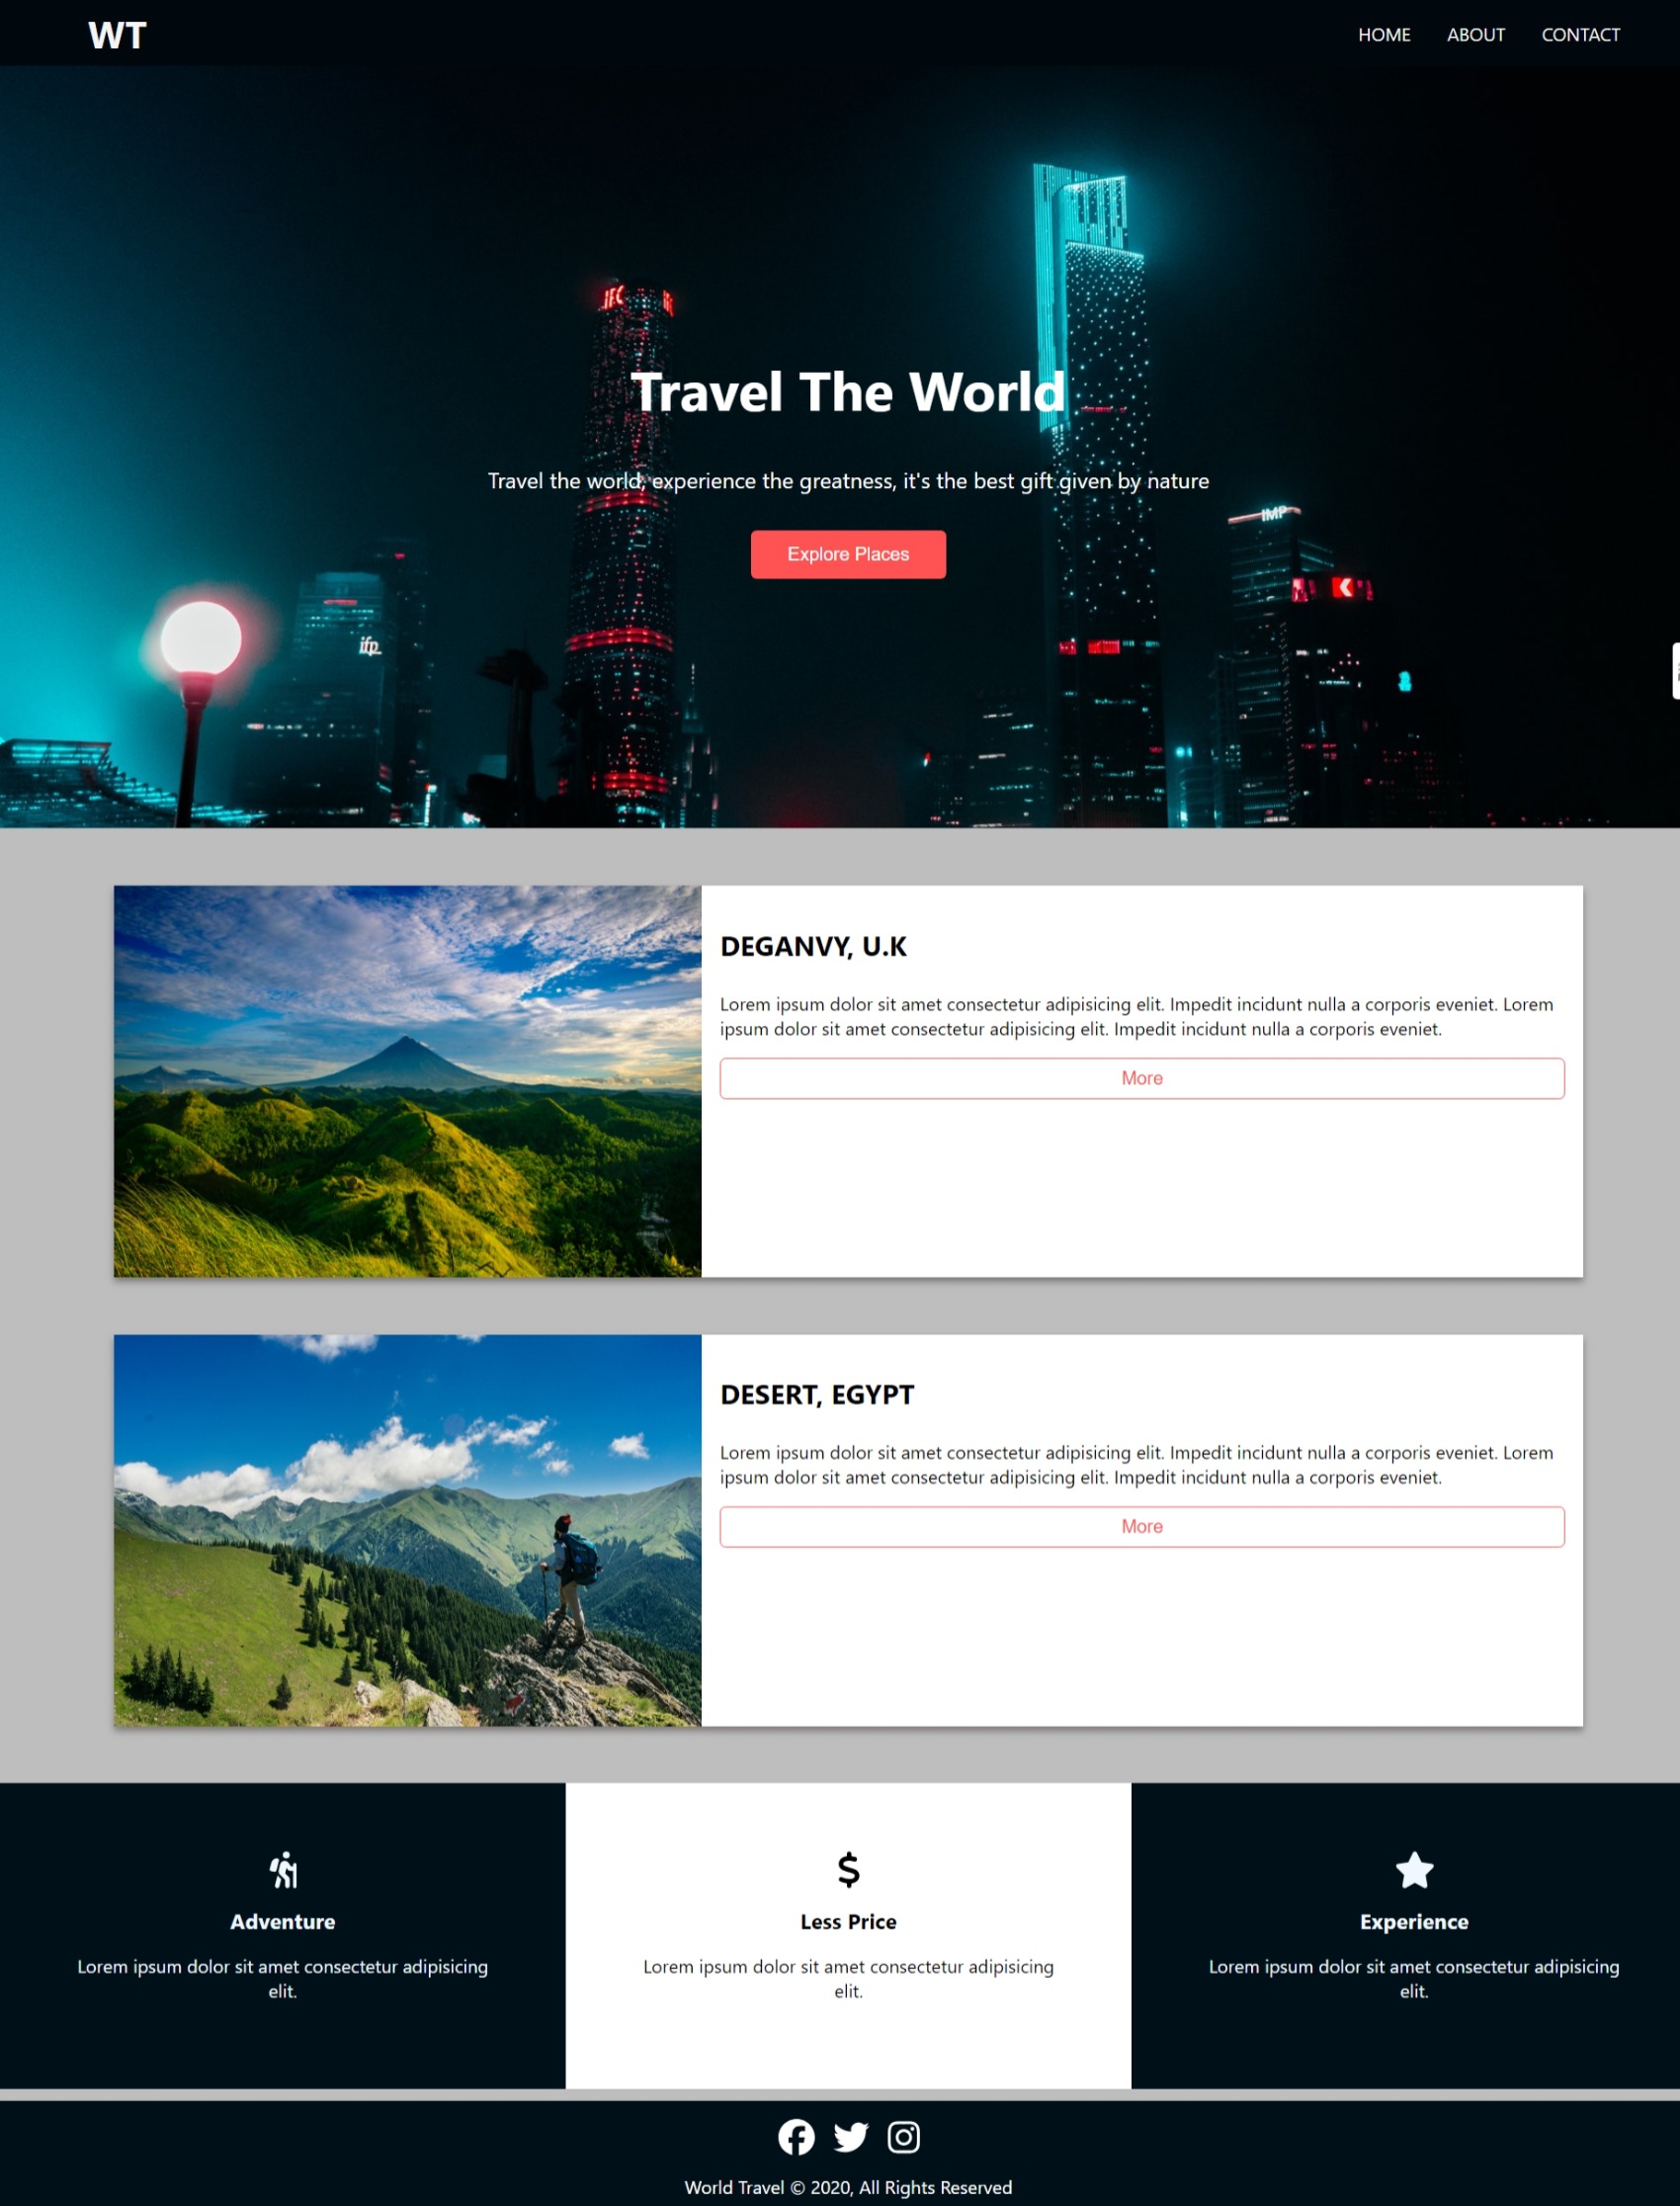 WT
HOME ABOUT CONTACT
IFC
Travel The World
Travel the world, experience the greatness, it's the best gift given by nature
IMP
Explore Places
ifp
DEGANVY, U.K
Lorem ipsum dolor sit amet consectetur adipisicing elit. Impedit incidunt nulla a corporis eveniet. Lorem
ipsum dolor sit amet consectetur adipisicing elit. Impedit incidunt nulla a corporis eveniet.
More
DESERT, EGYPT
Lorem ipsum dolor sit amet consectetur adipisicing elit. Impedit incidunt nulla a corporis eveniet. Lorem
ipsum dolor sit amet consectetur adipisicing elit. Impedit incidunt nulla a corporis eveniet.
More
Adventure
Lorem ipsum dolor sit amet consectetur adipisicing
elit.
Less Price
Lorem ipsum dolor sit amet consectetur adipisicing
elit.
Experience
Lorem ipsum dolor sit amet consectetur adipisicing
elit.
World Travel © 2020, All Rights Reserved